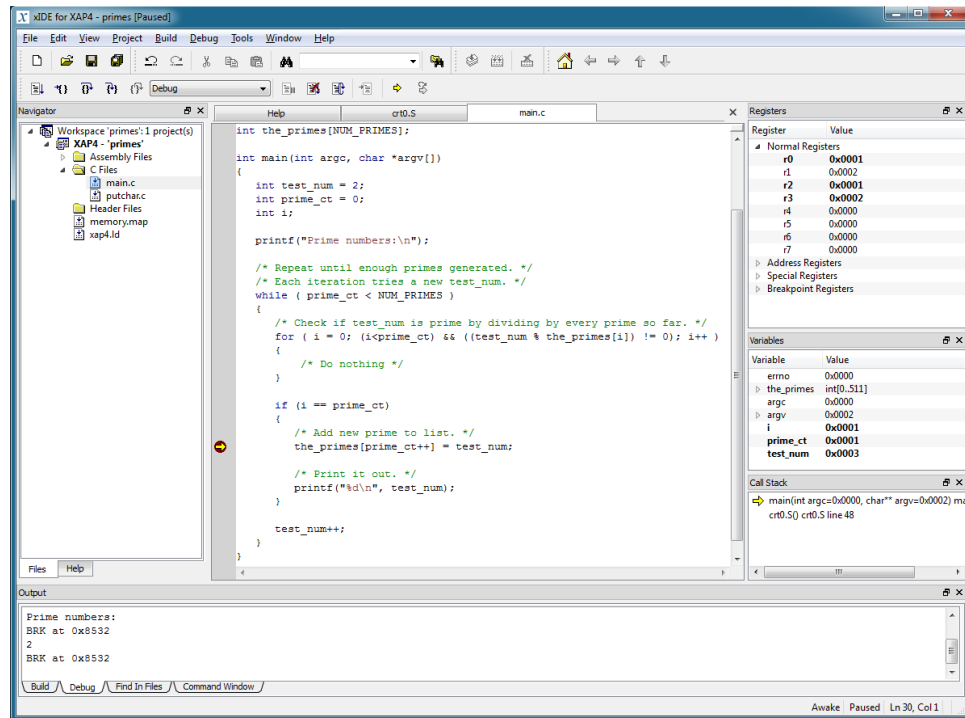 xIDE for XAP4 - primes [Paused]
File Edit View Project Build Debug Tools Window Help
Debug
Navigator
Workspace 'primes': 1 project(s)
XAP4 - 'primes'
Assembly Files
C Files
main.c
putchar.c
Header Files
memory.map
xap4.ld
Files Help
Help crt0.S main.c
int the_primes[NUM_PRIMES];
int main(int argc, char *argv[])
{
int test_num = 2;
int prime_ct = 0;
int i;
printf("Prime numbers:\n");
/* Repeat until enough primes generated. */
/* Each iteration tries a new test_num. */
while ( prime_ct < NUM_PRIMES )
{
/* Check if test_num is prime by dividing by every prime so far. */
for ( i = 0; (i<prime_ct) && ((test_num % the_primes[i]) != 0); i++ )
{
/* Do nothing */
}
if (i == prime_ct)
{
/* Add new prime to list. */
the_primes[prime_ct++] = test_num;
/* Print it out. */
printf("%d\n", test_num);
}
test_num++;
}
}
Registers
Register Value
Normal Registers
r0 0x0001
r1 0x0002
r2 0x0001
r3 0x0002
r4 0x0000
r5 0x0000
r6 0x0000
r7 0x0000
Address Registers
Special Registers
Breakpoint Registers
Variables
Variable Value
errno 0x0000
the_primes int[0..511]
argc 0x0000
argv 0x0002
i 0x0001
prime_ct 0x0001
test_num 0x0003
Call Stack
main(int argc=0x0000, char** argv=0x0002) ma
crt0.S() crt0.S line 48
Output
Prime numbers:
BRK at 0x8532
2
BRK at 0x8532
Build Debug Find In Files Command Window
Awake Paused Ln 30, Col 1